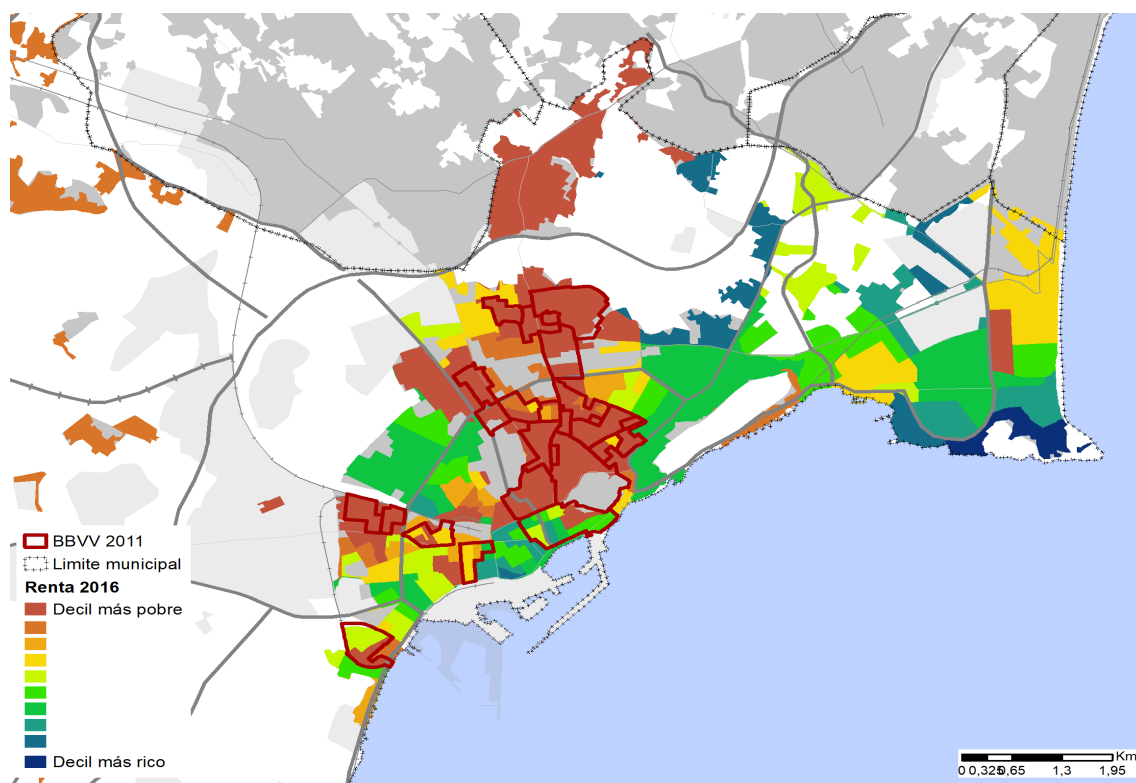 BBVV 2011
Limite municipal
Renta 2016
Decil más pobre
Decil más rico
Km
0 0,325 0,65 1,3 1,95